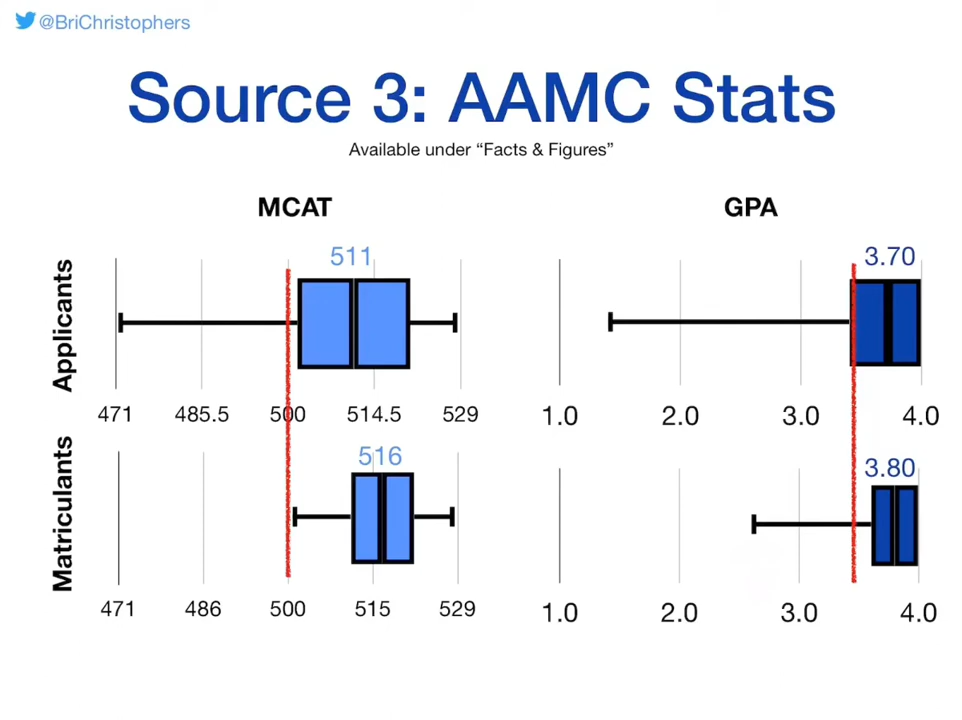 @BriChristophers
Source 3: AAMC Stats
Available under “Facts & Figures”
MCAT
GPA
Applicants
511
3.70
471 485.5 500 514.5 529
1.0 2.0 3.0 4.0
Matriculants
516
3.80
471 486 500 515 529
1.0 2.0 3.0 4.0